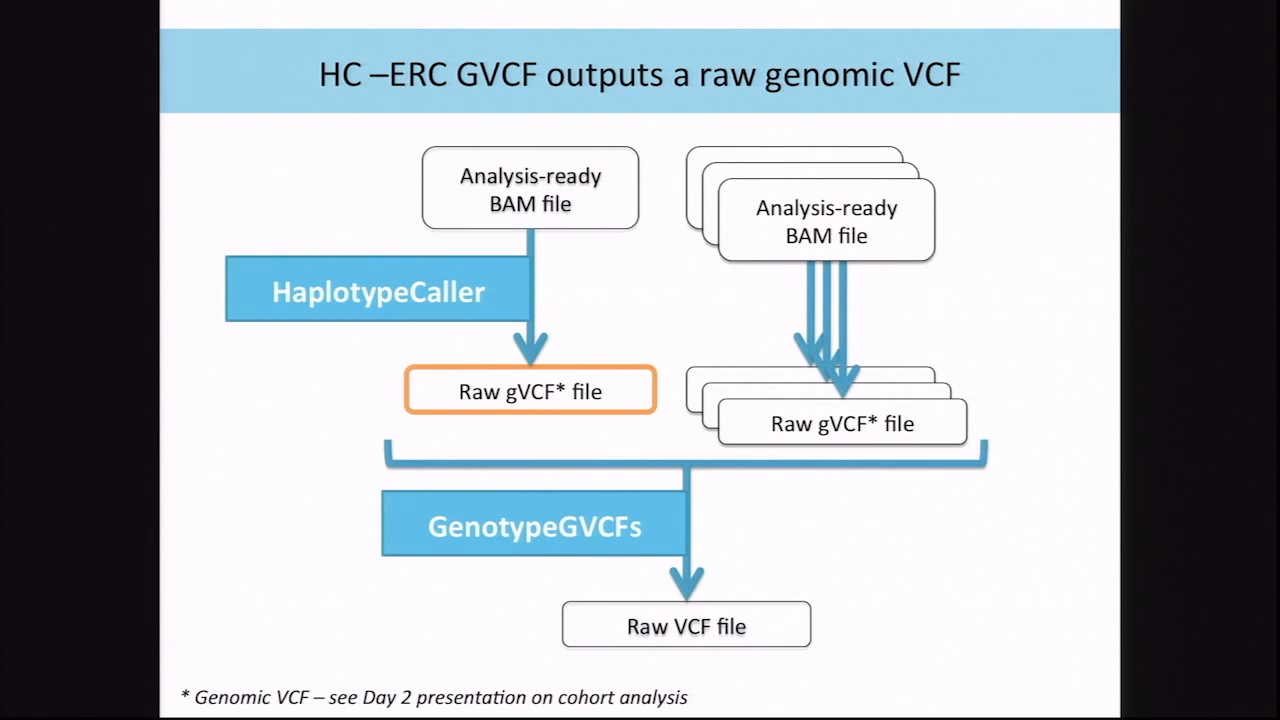 HC –ERC GVCF outputs a raw genomic VCF
Analysis-ready
BAM file
Analysis-ready
BAM file
HaplotypeCaller
Raw gVCF* file
Raw gVCF* file
GenotypeGVCFs
Raw VCF file
* Genomic VCF – see Day 2 presentation on cohort analysis